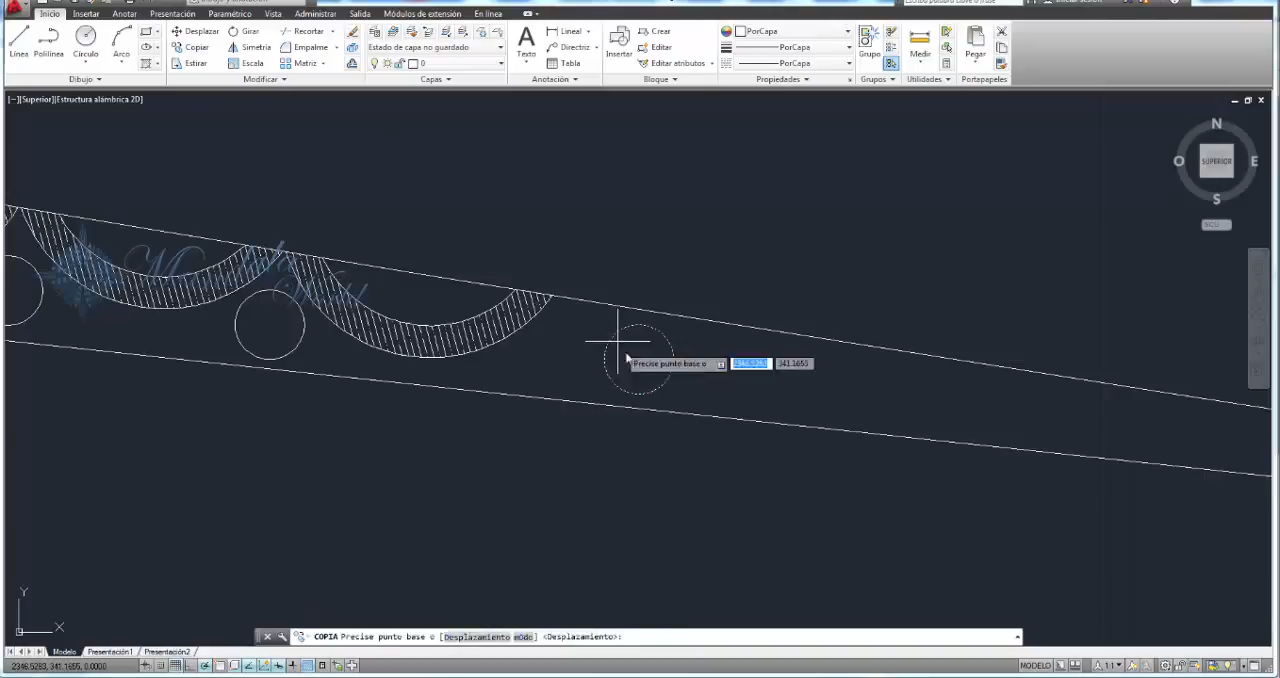 Inicio Insertar Anotar Presentación Paramétrico Vista Administrar Salida Módulos de extensión En línea
Línea Polilínea Círculo Arco
Desplazar Girar Recortar
Copiar Simetría Empalme
Estirar Escala Matriz
Estado de capa no guardado
0
Texto
Lineal
Directriz
Tabla
Insertar
Crear
Editar
Editar atributos
PorCapa
PorCapa
PorCapa
Grupo
Medir
Pegar
Dibujo Modificar Capas Anotación Bloque Propiedades Grupos Utilidades Portapapeles
[−][Superior][Estructura alámbrica 2D]
N
O SUPERIOR E
S
SCU
Precise punto base o 341.1655
Y
X
COPIA Precise punto base o [Desplazamiento mOdo] <Desplazamiento>:
Modelo Presentación1 Presentación2
2346.5283, 341.1655, 0.0000
MODELO 1:1